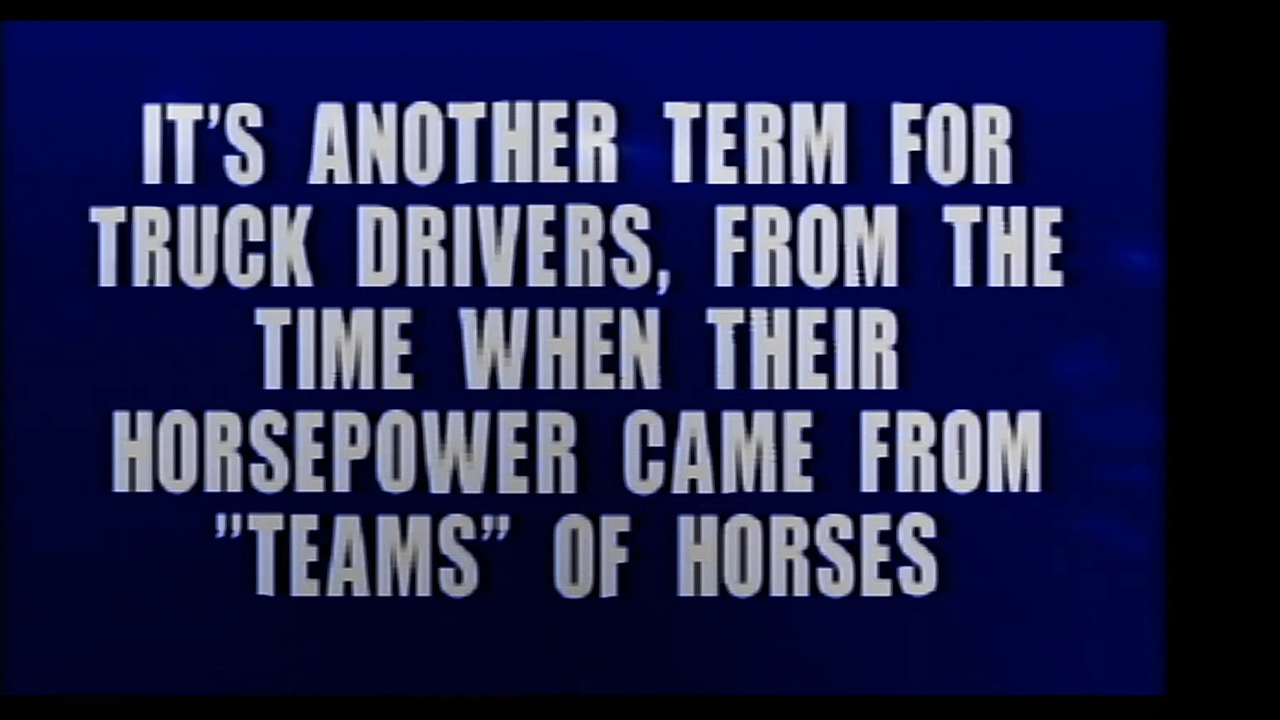 IT'S ANOTHER TERM FOR
TRUCK DRIVERS, FROM THE
TIME WHEN THEIR
HORSEPOWER CAME FROM
"TEAMS" OF HORSES